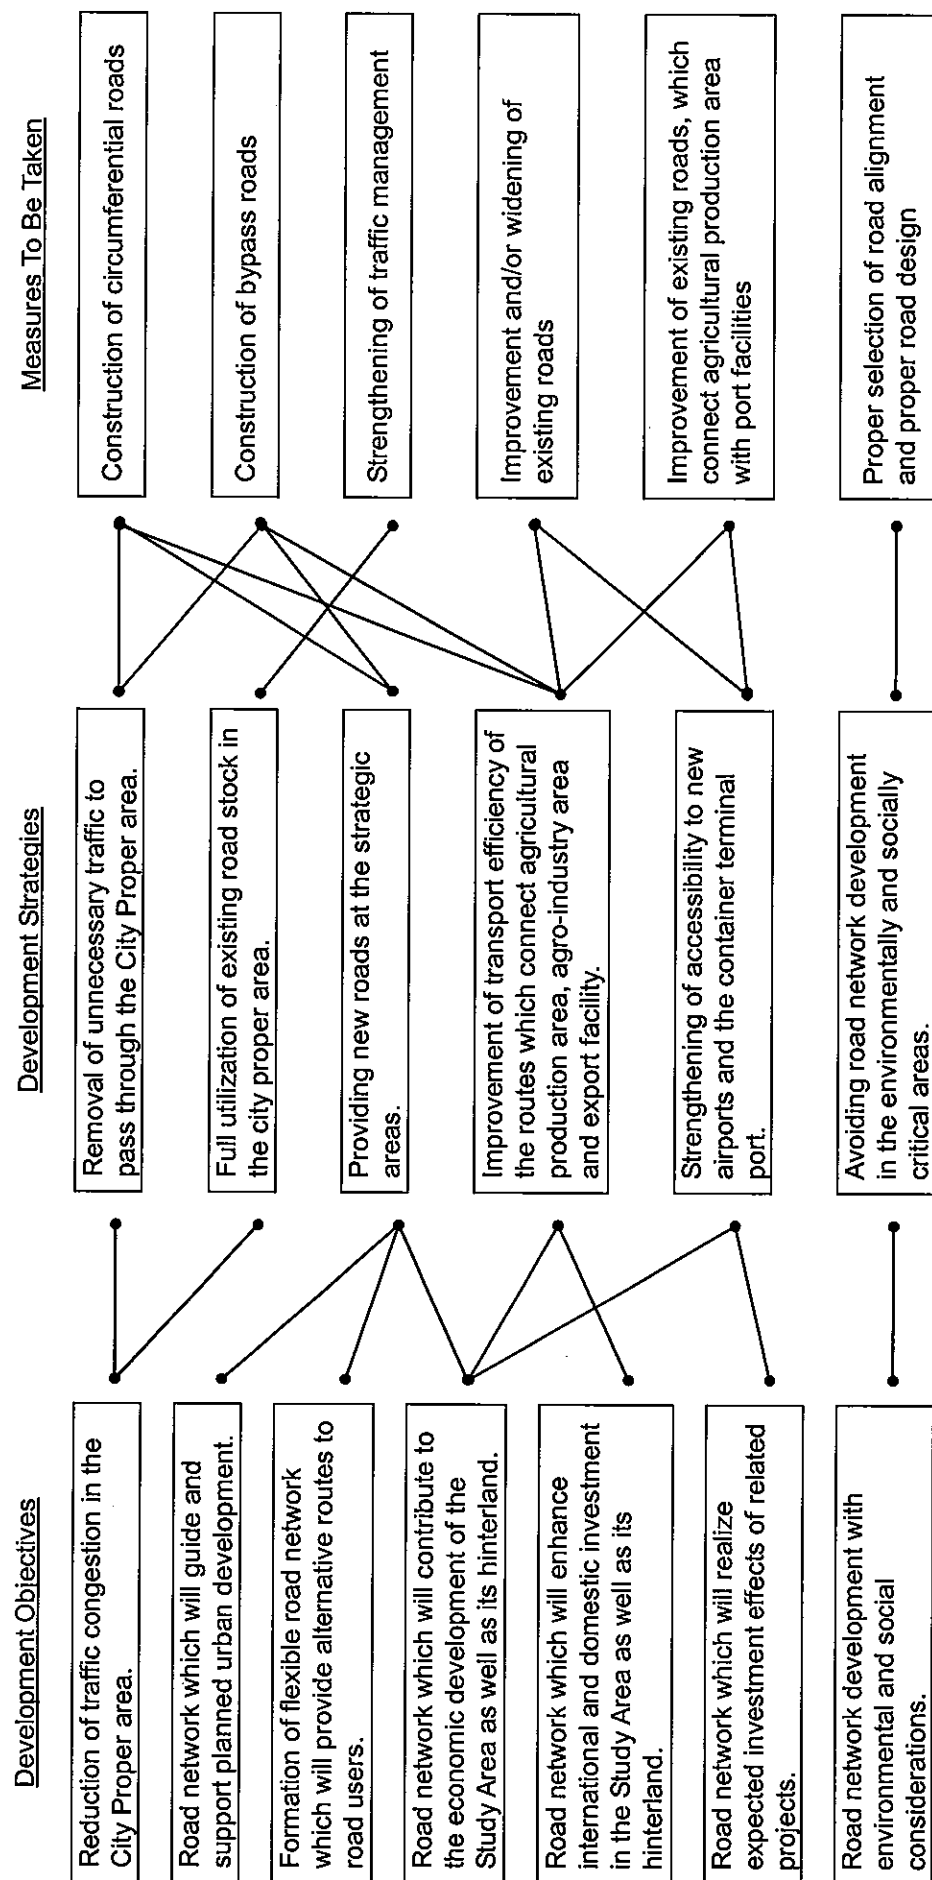 Development Objectives
Reduction of traffic congestion in the
City Proper area.
Road network which will guide and
support planned urban development.
Formation of flexible road network
which will provide alternative routes to
road users.
Road network which will contribute to
the economic development of the
Study Area as well as its hinterland.
Road network which will enhance
international and domestic investment
in the Study Area as well as its
hinterland.
Road network which will realize
expected investment effects of related
projects.
Road network development with
environmental and social
considerations.
Development Strategies
Removal of unnecessary traffic to
pass through the City Proper area.
Full utilization of existing road stock in
the city proper area.
Providing new roads at the strategic
areas.
Improvement of transport efficiency of
the routes which connect agricultural
production area, agro-industry area
and export facility.
Strengthening of accessibility to new
airports and the container terminal
port.
Avoiding road network development
in the environmentally and socially
critical areas.
Measures To Be Taken
Construction of circumferential roads
Construction of bypass roads
Strengthening of traffic management
Improvement and/or widening of
existing roads
Improvement of existing roads, which
connect agricultural production area
with port facilities
Proper selection of road alignment
and proper road design